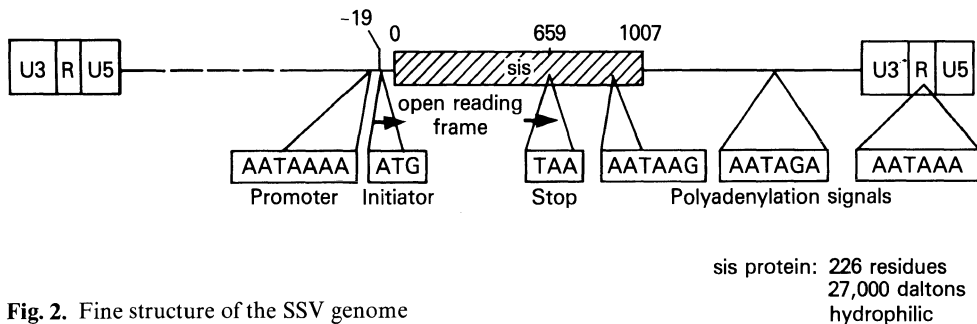 -19 0 659 1007
U3 R U5 sis U3 R U5
open reading
frame
AATAAAA ATG TAA AATAAG AATAGA AATAAA
Promoter Initiator Stop Polyadenylation signals
sis protein: 226 residues
27,000 daltons
hydrophilic
Fig. 2. Fine structure of the SSV genome